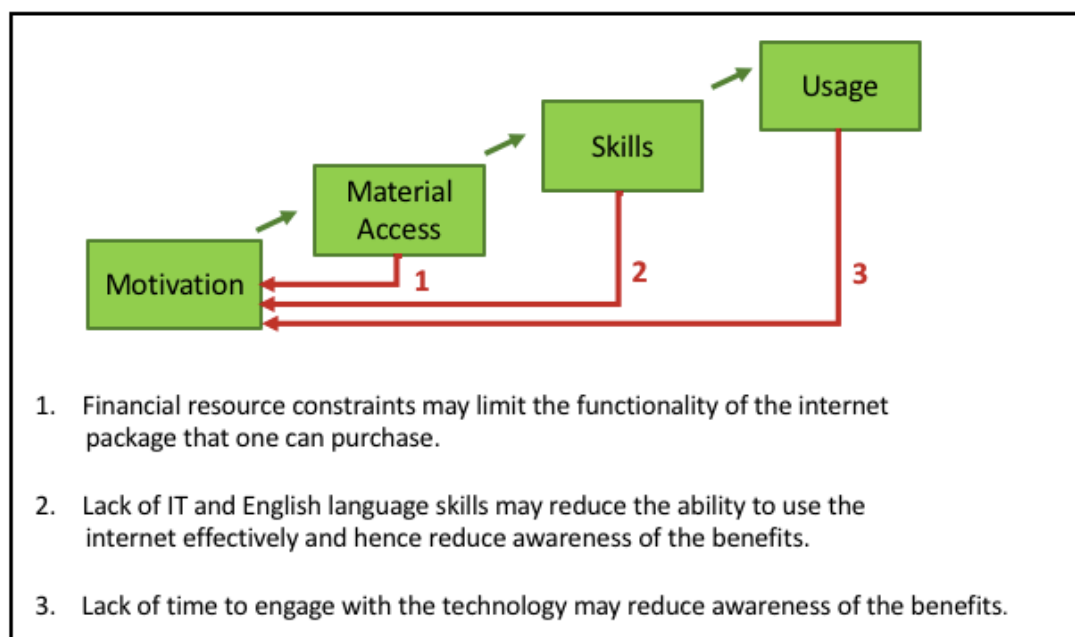 Usage
Skills
Material
Access
Motivation
1
2
3
1. Financial resource constraints may limit the functionality of the internet
package that one can purchase.
2. Lack of IT and English language skills may reduce the ability to use the
internet effectively and hence reduce awareness of the benefits.
3. Lack of time to engage with the technology may reduce awareness of the benefits.